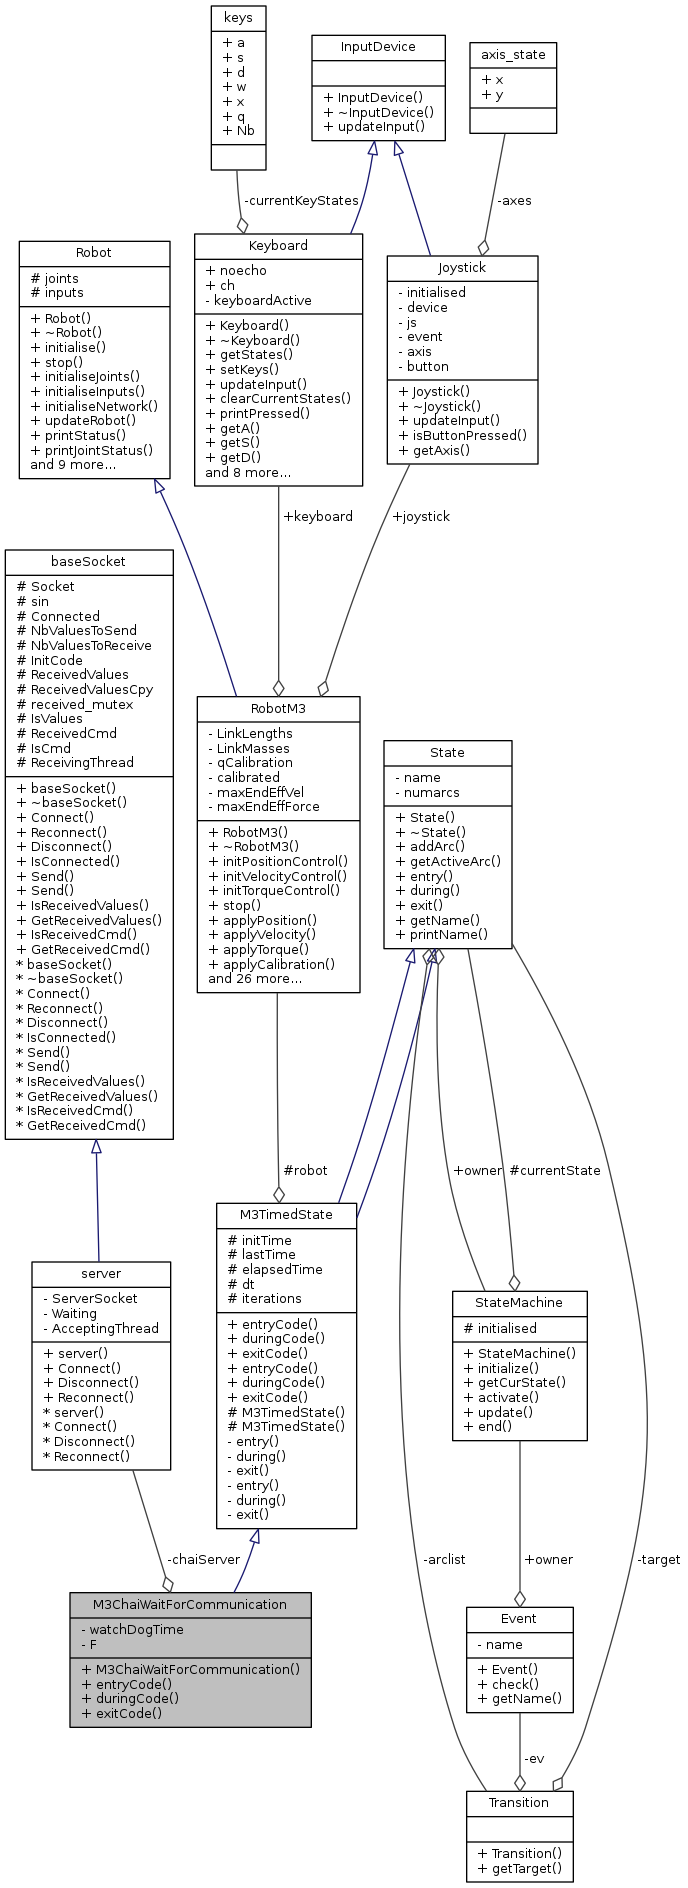 keys
+ a
+ s
+ d
+ w
+ x
+ q
+ Nb
InputDevice
+ InputDevice()
+ ~InputDevice()
+ updateInput()
axis_state
+ x
+ y
-currentKeyStates
-axes
Robot
# joints
# inputs
+ Robot()
+ ~Robot()
+ initialise()
+ stop()
+ initialiseJoints()
+ initialiseInputs()
+ initialiseNetwork()
+ updateRobot()
+ printStatus()
+ printJointStatus()
and 9 more...
Keyboard
+ noecho
+ ch
- keyboardActive
+ Keyboard()
+ ~Keyboard()
+ getStates()
+ setKeys()
+ updateInput()
+ clearCurrentStates()
+ printPressed()
+ getA()
+ getS()
+ getD()
and 8 more...
Joystick
- initialised
- device
- js
- event
- axis
- button
+ Joystick()
+ ~Joystick()
+ updateInput()
+ isButtonPressed()
+ getAxis()
+keyboard
+joystick
baseSocket
# Socket
# sin
# Connected
# NbValuesToSend
# NbValuesToReceive
# InitCode
# ReceivedValues
# ReceivedValuesCpy
# received_mutex
# IsValues
# ReceivedCmd
# IsCmd
# ReceivingThread
+ baseSocket()
+ ~baseSocket()
+ Connect()
+ Reconnect()
+ Disconnect()
+ IsConnected()
+ Send()
+ Send()
+ IsReceivedValues()
+ GetReceivedValues()
+ IsReceivedCmd()
+ GetReceivedCmd()
* baseSocket()
* ~baseSocket()
* Connect()
* Reconnect()
* Disconnect()
* IsConnected()
* Send()
* Send()
* IsReceivedValues()
* GetReceivedValues()
* IsReceivedCmd()
* GetReceivedCmd()
RobotM3
- LinkLengths
- LinkMasses
- qCalibration
- calibrated
- maxEndEffVel
- maxEndEffForce
+ RobotM3()
+ ~RobotM3()
+ initPositionControl()
+ initVelocityControl()
+ initTorqueControl()
+ stop()
+ applyPosition()
+ applyVelocity()
+ applyTorque()
+ applyCalibration()
and 26 more...
State
- name
- numarcs
+ State()
+ ~State()
+ addArc()
+ getActiveArc()
+ entry()
+ during()
+ exit()
+ getName()
+ printName()
#robot
+owner
#currentState
server
- ServerSocket
- Waiting
- AcceptingThread
+ server()
+ Connect()
+ Disconnect()
+ Reconnect()
* server()
* Connect()
* Disconnect()
* Reconnect()
M3TimedState
# initTime
# lastTime
# elapsedTime
# dt
# iterations
+ entryCode()
+ duringCode()
+ exitCode()
+ entryCode()
+ duringCode()
+ exitCode()
# M3TimedState()
# M3TimedState()
- entry()
- during()
- exit()
- entry()
- during()
- exit()
StateMachine
# initialised
+ StateMachine()
+ initialize()
+ getCurState()
+ activate()
+ update()
+ end()
-chaiServer
-arclist
+owner
-target
M3ChaiWaitForCommunication
- watchDogTime
- F
+ M3ChaiWaitForCommunication()
+ entryCode()
+ duringCode()
+ exitCode()
Event
- name
+ Event()
+ check()
+ getName()
-ev
Transition
+ Transition()
+ getTarget()